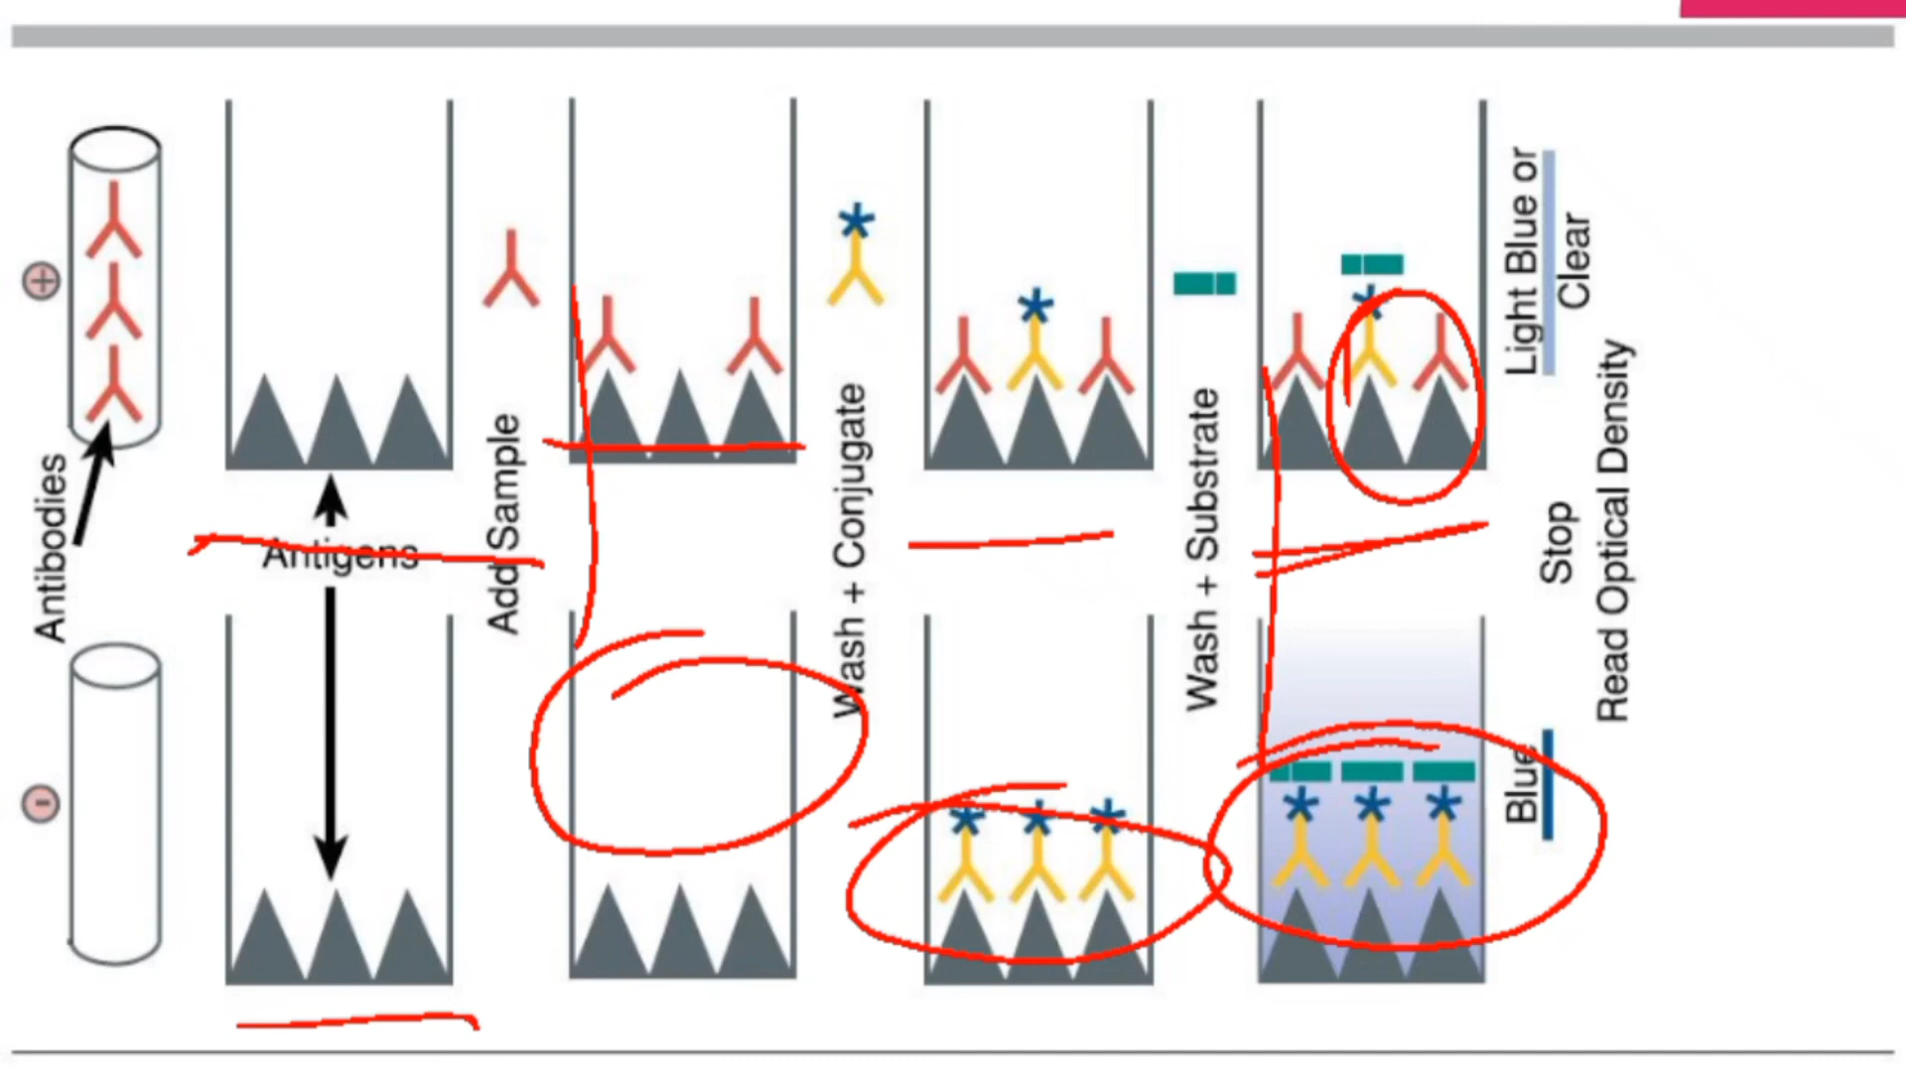 Antibodies
+
-
Antigens
Add Sample
Wash + Conjugate
Wash + Substrate
Light Blue or
Clear
Blue
Stop
Read Optical Density